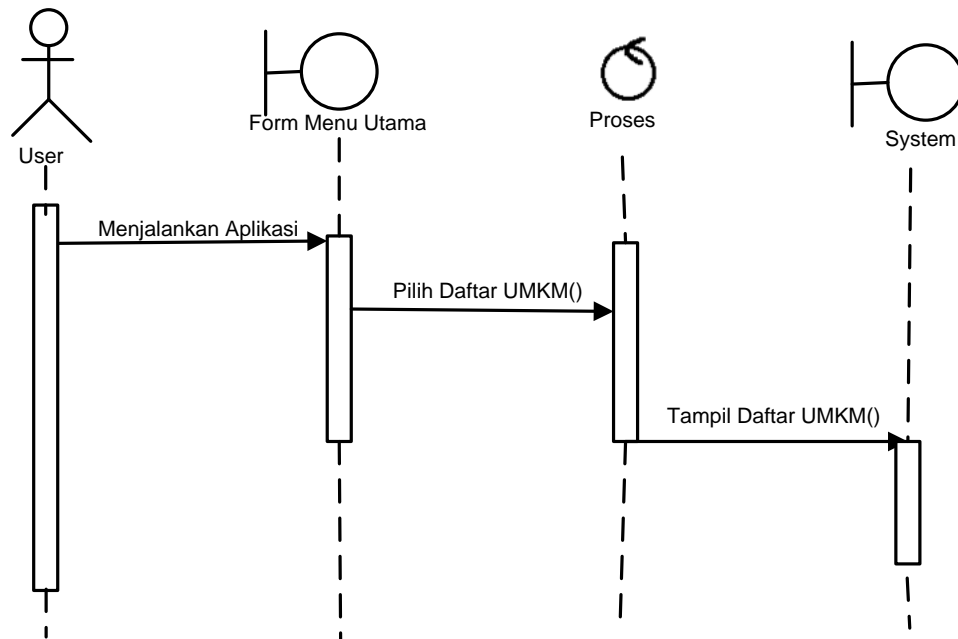 Form Menu Utama
Proses
System
User
Menjalankan Aplikasi
Pilih Daftar UMKM()
Tampil Daftar UMKM()